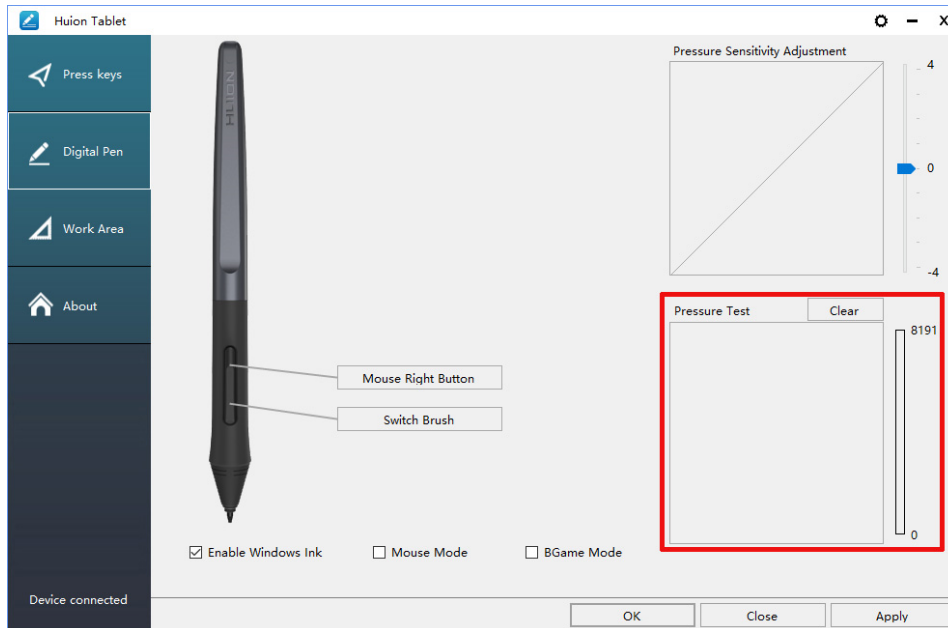 Huion Tablet
X
Press keys
Digital Pen
Work Area
About
Device connected
HUION
Mouse Right Button
Switch Brush
Enable Windows Ink
Mouse Mode
BGame Mode
Pressure Sensitivity Adjustment
4
0
-4
Pressure Test
Clear
8191
0
OK
Close
Apply